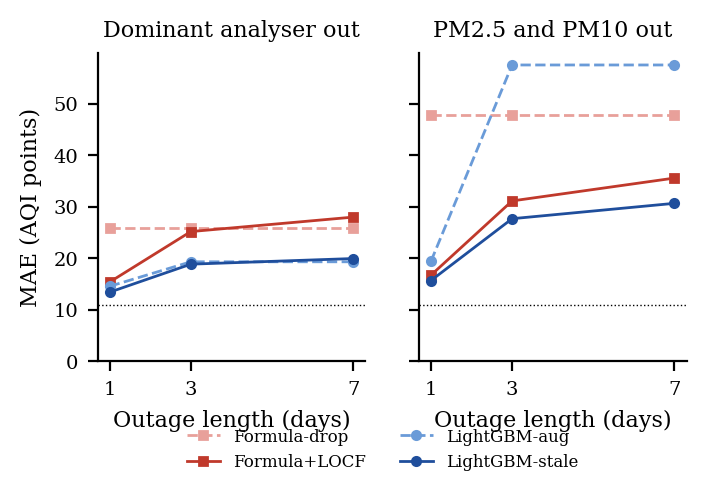 Dominant analyser out
PM2.5 and PM10 out
MAE (AQI points)
50
40
30
20
10
0
1 3 7
1 3 7
Outage length (days)
Outage length (days)
Formula-drop
LightGBM-aug
Formula+LOCF
LightGBM-stale